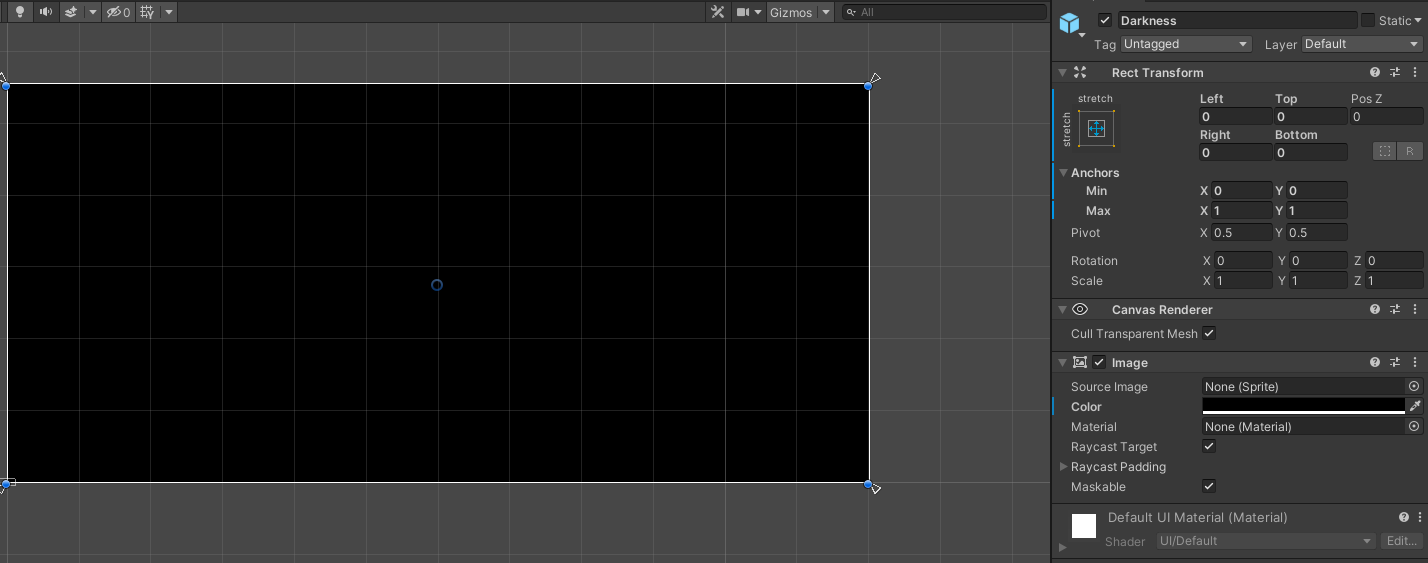 0
Gizmos
All
Darkness
Static
Tag Untagged Layer Default
Rect Transform
stretch
stretch
Left Top Pos Z
0 0 0
Right Bottom
0 0 R
Anchors
Min X 0 Y 0
Max X 1 Y 1
Pivot X 0.5 Y 0.5
Rotation X 0 Y 0 Z 0
Scale X 1 Y 1 Z 1
Canvas Renderer
Cull Transparent Mesh
Image
Source Image None (Sprite)
Color
Material None (Material)
Raycast Target
Raycast Padding
Maskable
Default UI Material (Material)
Shader UI/Default Edit...